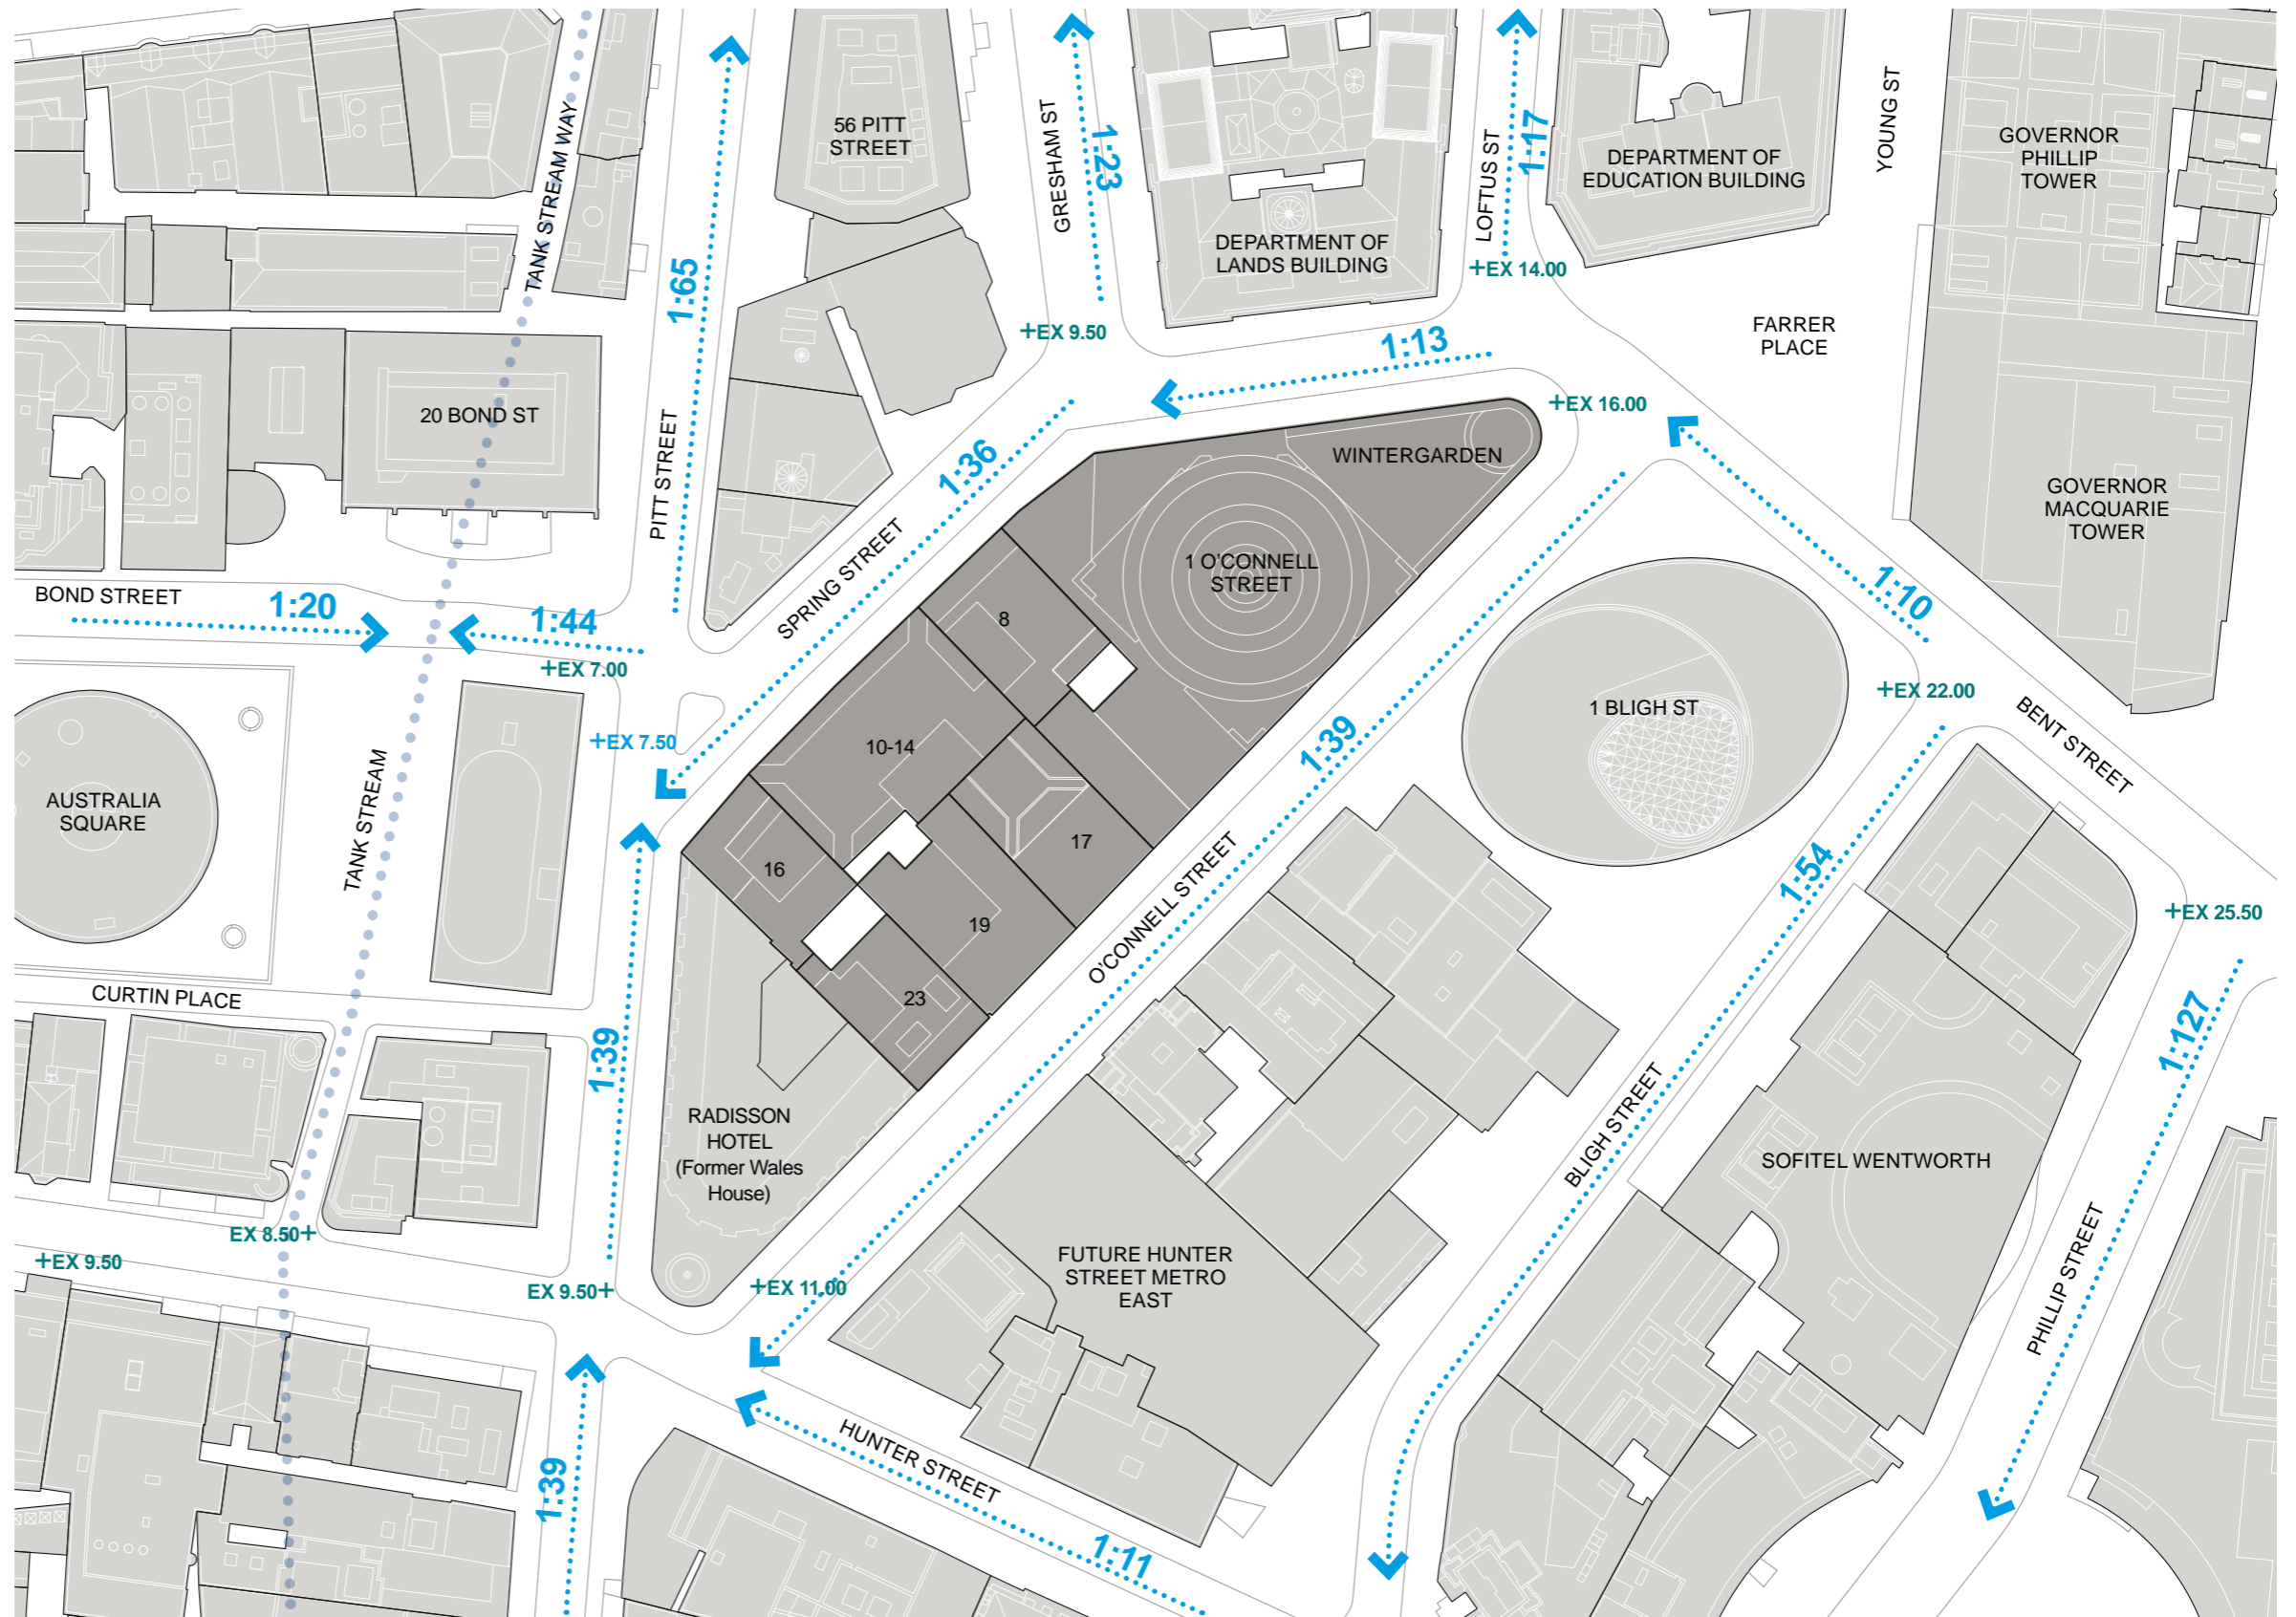 56 PITT
STREET
TANK STREAM WAY
GRESHAM ST
1:23
LOFTUS ST
1:17
YOUNG ST
DEPARTMENT OF
EDUCATION BUILDING
GOVERNOR
PHILLIP
TOWER
DEPARTMENT OF
LANDS BUILDING
+EX 14.00
1:65
+EX 9.50
1:13
FARRER
PLACE
20 BOND ST
PITT STREET
+EX 16.00
1:36
WINTERGARDEN
GOVERNOR
MACQUARIE
TOWER
BOND STREET
1:20
1:44
SPRING STREET
1 O'CONNELL
STREET
8
1:10
+EX 7.00
+EX 22.00
1 BLIGH ST
BENT STREET
+EX 7.50
10-14
1:39
AUSTRALIA
SQUARE
TANK STREAM
16
17
O'CONNELL STREET
1:54
19
+EX 25.50
CURTIN PLACE
23
1:39
1:127
RADISSON
HOTEL
(Former Wales
House)
BLIGH STREET
SOFITEL WENTWORTH
EX 8.50+
+EX 9.50
EX 9.50+
+EX 11.00
FUTURE HUNTER
STREET METRO
EAST
PHILLIP STREET
HUNTER STREET
1:39
1:11